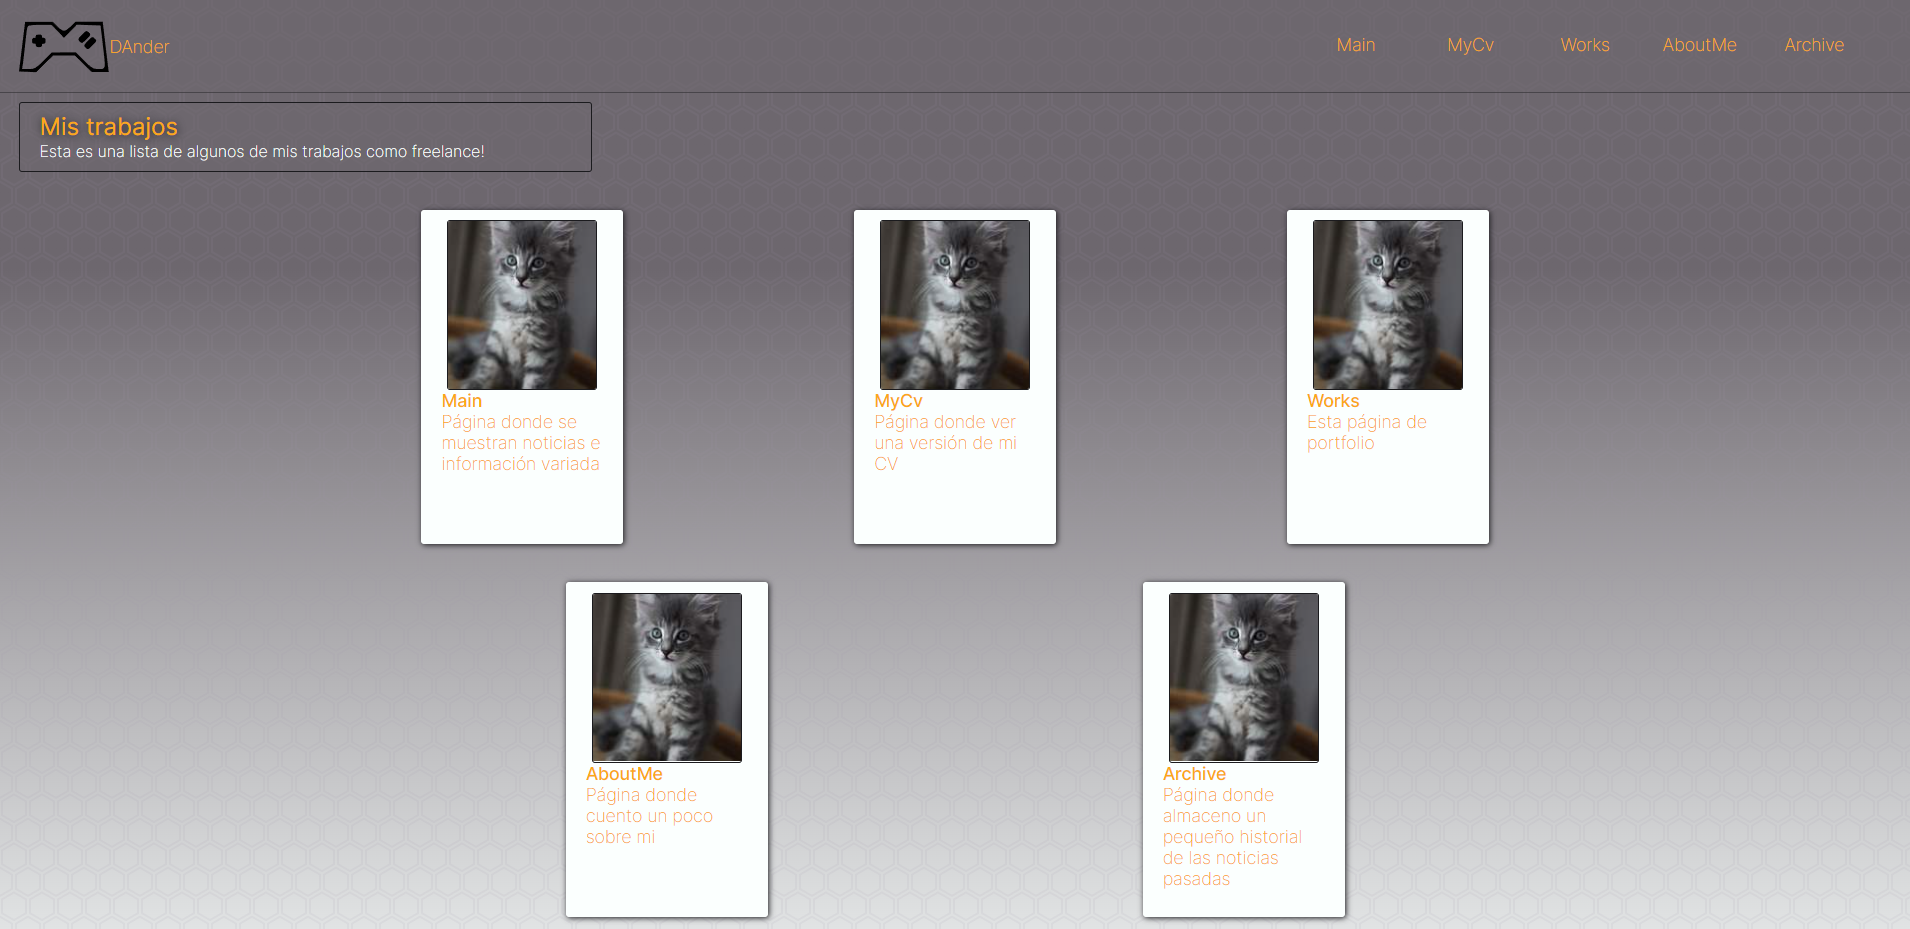 DAnder
Main
MyCv
Works
AboutMe
Archive
Mis trabajos
Esta es una lista de algunos de mis trabajos como freelance!
Main
Página donde se
muestran noticias e
información variada
MyCv
Página donde ver
una versión de mi
CV
Works
Esta página de
portfolio
AboutMe
Página donde
cuento un poco
sobre mi
Archive
Página donde
almaceno un
pequeño historial
de las noticias
pasadas